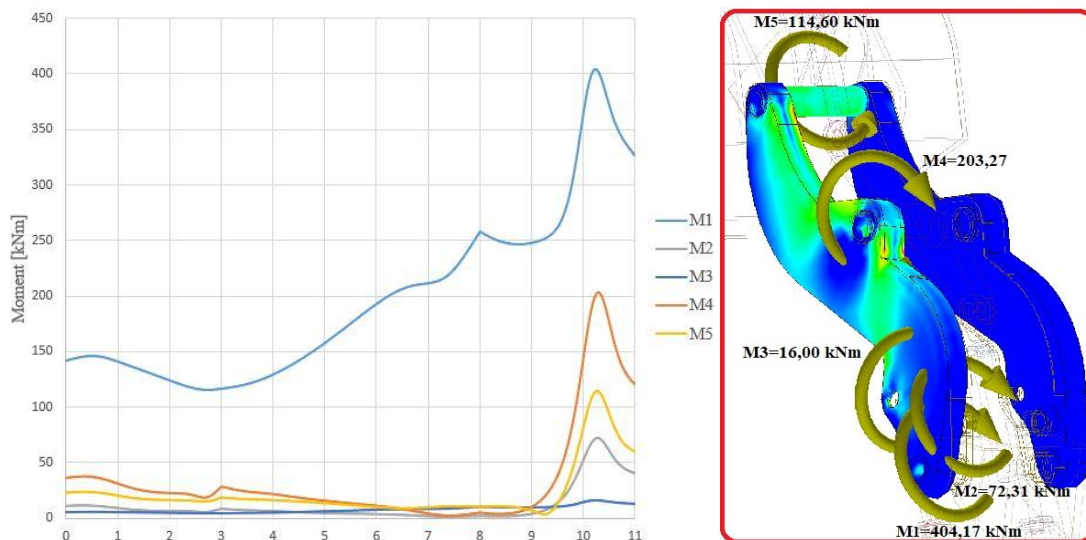 450
400
350
300
250
200
150
100
50
0
Moment [kNm]
0 1 2 3 4 5 6 7 8 9 10 11
M1
M2
M3
M4
M5
M5=114,60 kNm
M4=203,27
M3=16,00 kNm
M2=72,31 kNm
M1=404,17 kNm